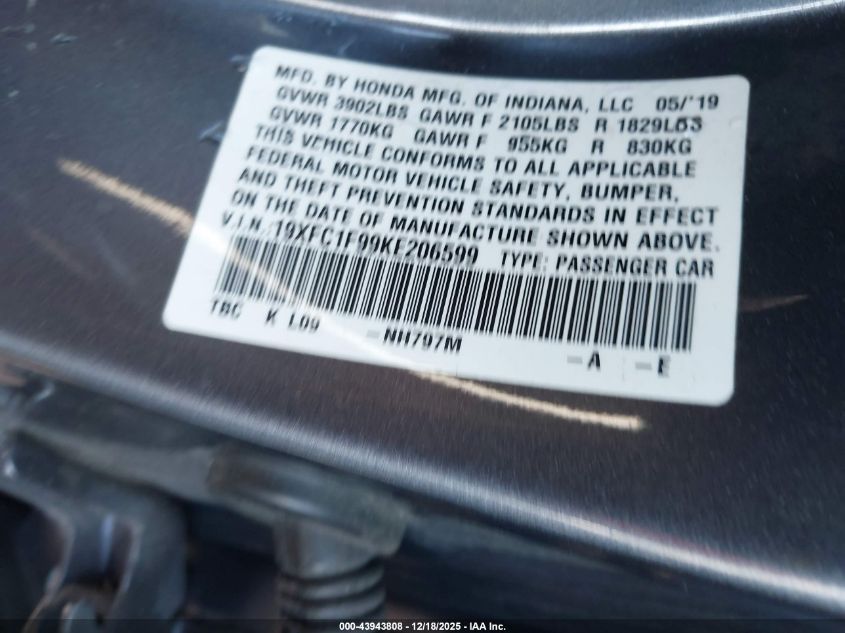 MFD. BY HONDA MFG. OF INDIANA, LLC 05/'19
GVWR 3902LBS GAWR F 2105LBS R 1829LBS
GVWR 1770KG GAWR F 955KG R 830KG
THIS VEHICLE CONFORMS TO ALL APPLICABLE
FEDERAL MOTOR VEHICLE SAFETY, BUMPER,
AND THEFT PREVENTION STANDARDS IN EFFECT
ON THE DATE OF MANUFACTURE SHOWN ABOVE.
V.I.N.:19XFC1F99KE206599 TYPE: PASSENGER CAR
TBC K L09 -NH797M -A -E
000-43943808 - 12/18/2025 - IAA Inc.